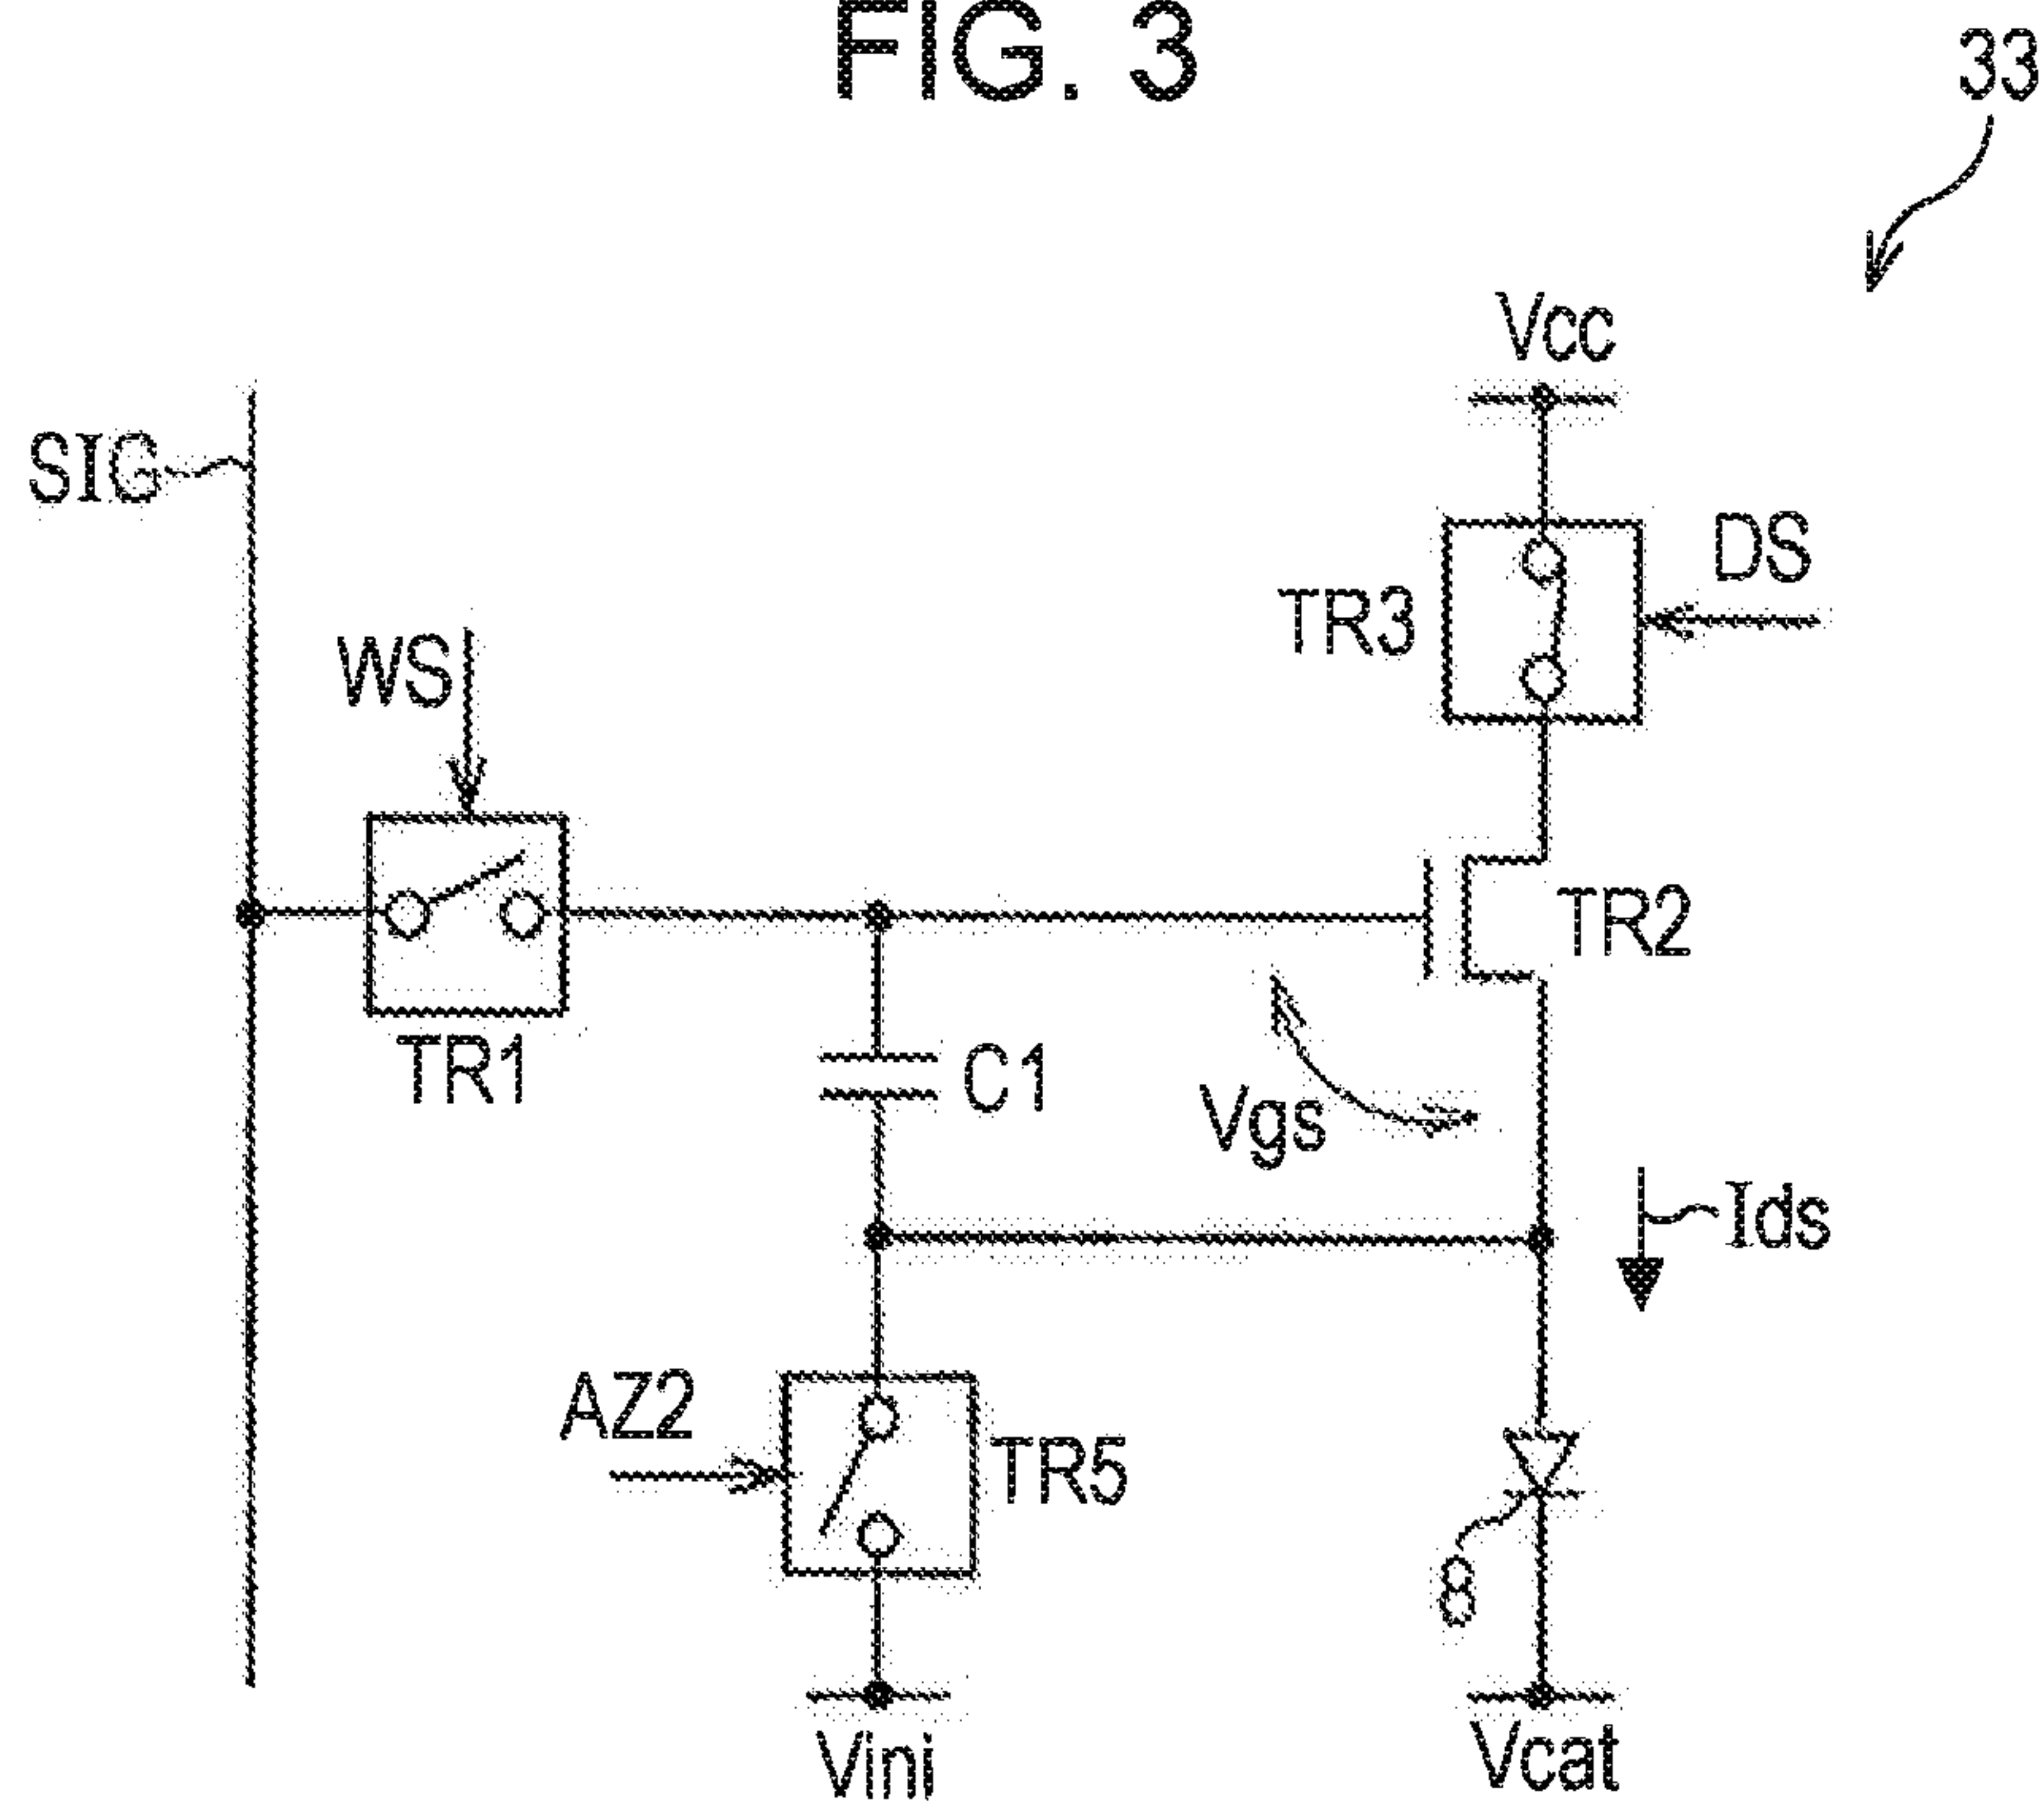 FIG. 3
33
Vcc
SIG
DS
TR3
WS
TR2
TR1
C1
Vgs
Ids
AZ2
TR5
8
Vini
Vcat